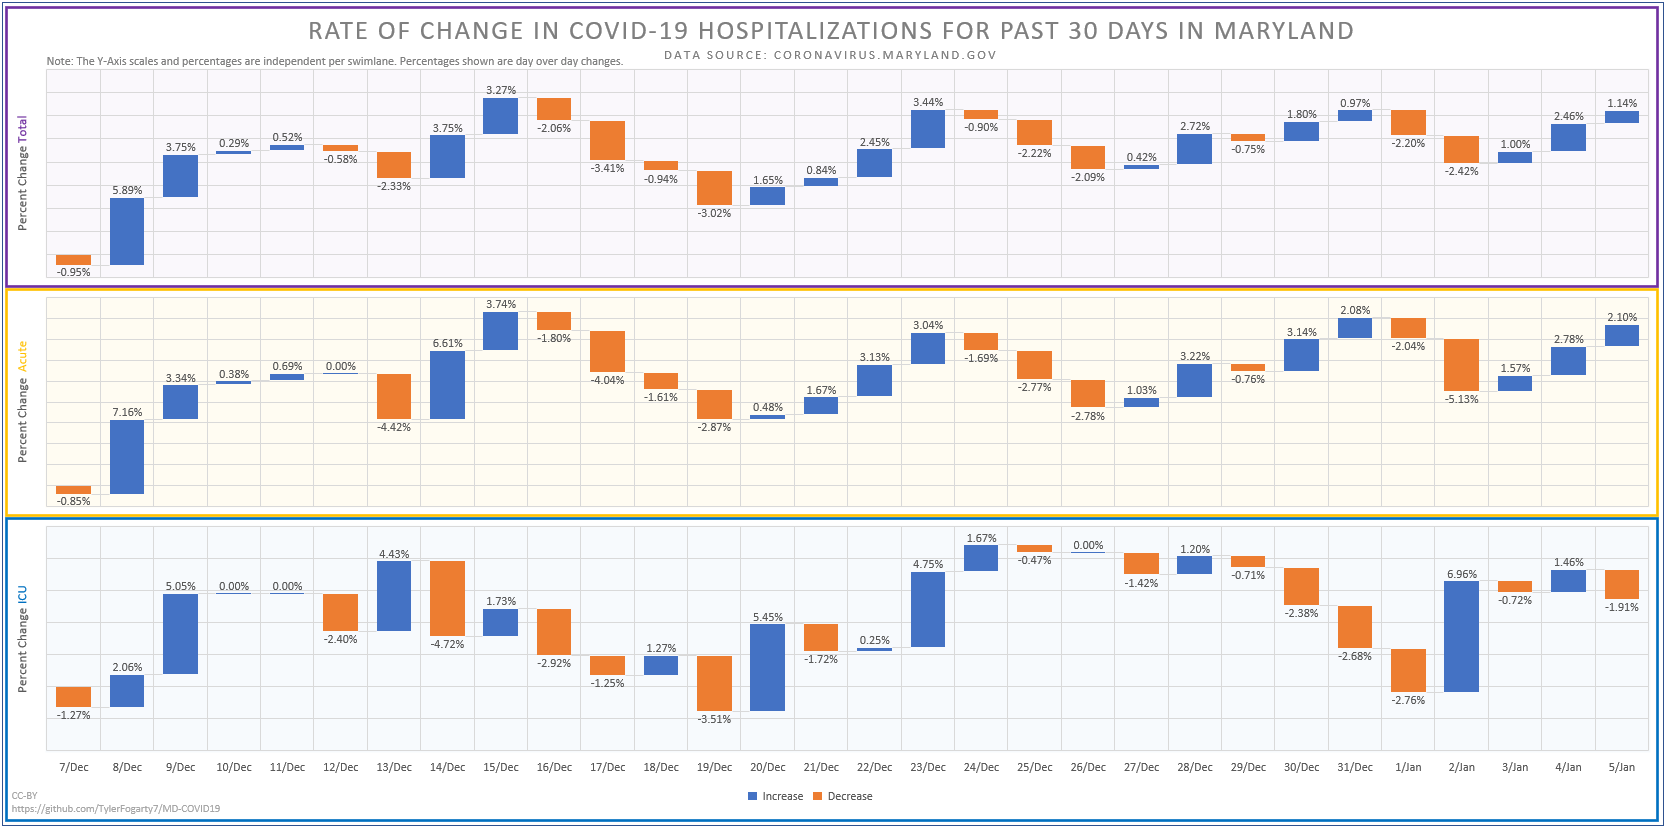 RATE OF CHANGE IN COVID-19 HOSPITALIZATIONS FOR PAST 30 DAYS IN MARYLAND
DATA SOURCE: CORONAVIRUS.MARYLAND.GOV
Note: The Y-Axis scales and percentages are independent per swimlane. Percentages shown are day over day changes.
Percent Change Total
-0.95% 5.89% 3.75% 0.29% 0.52% -0.58% -2.33% 3.75% 3.27% -2.06% -3.41% -0.94% -3.02% 1.65% 0.84% 2.45% 3.44% -0.90% -2.22% -2.09% 0.42% 2.72% -0.75% 1.80% 0.97% -2.20% -2.42% 1.00% 2.46% 1.14%
Percent Change Acute
-0.85% 7.16% 3.34% 0.38% 0.69% 0.00% -4.42% 6.61% 3.74% -1.80% -4.04% -1.61% -2.87% 0.48% 1.67% 3.13% 3.04% -1.69% -2.77% -2.78% 1.03% 3.22% -0.76% 3.14% 2.08% -2.04% -5.13% 1.57% 2.78% 2.10%
Percent Change ICU
-1.27% 2.06% 5.05% 0.00% 0.00% -2.40% 4.43% -4.72% 1.73% -2.92% -1.25% 1.27% -3.51% 5.45% -1.72% 0.25% 4.75% 1.67% -0.47% 0.00% -1.42% 1.20% -0.71% -2.38% -2.68% -2.76% 6.96% -0.72% 1.46% -1.91%
7/Dec 8/Dec 9/Dec 10/Dec 11/Dec 12/Dec 13/Dec 14/Dec 15/Dec 16/Dec 17/Dec 18/Dec 19/Dec 20/Dec 21/Dec 22/Dec 23/Dec 24/Dec 25/Dec 26/Dec 27/Dec 28/Dec 29/Dec 30/Dec 31/Dec 1/Jan 2/Jan 3/Jan 4/Jan 5/Jan
Increase Decrease
CC-BY
https://github.com/TylerFogarty7/MD-COVID19